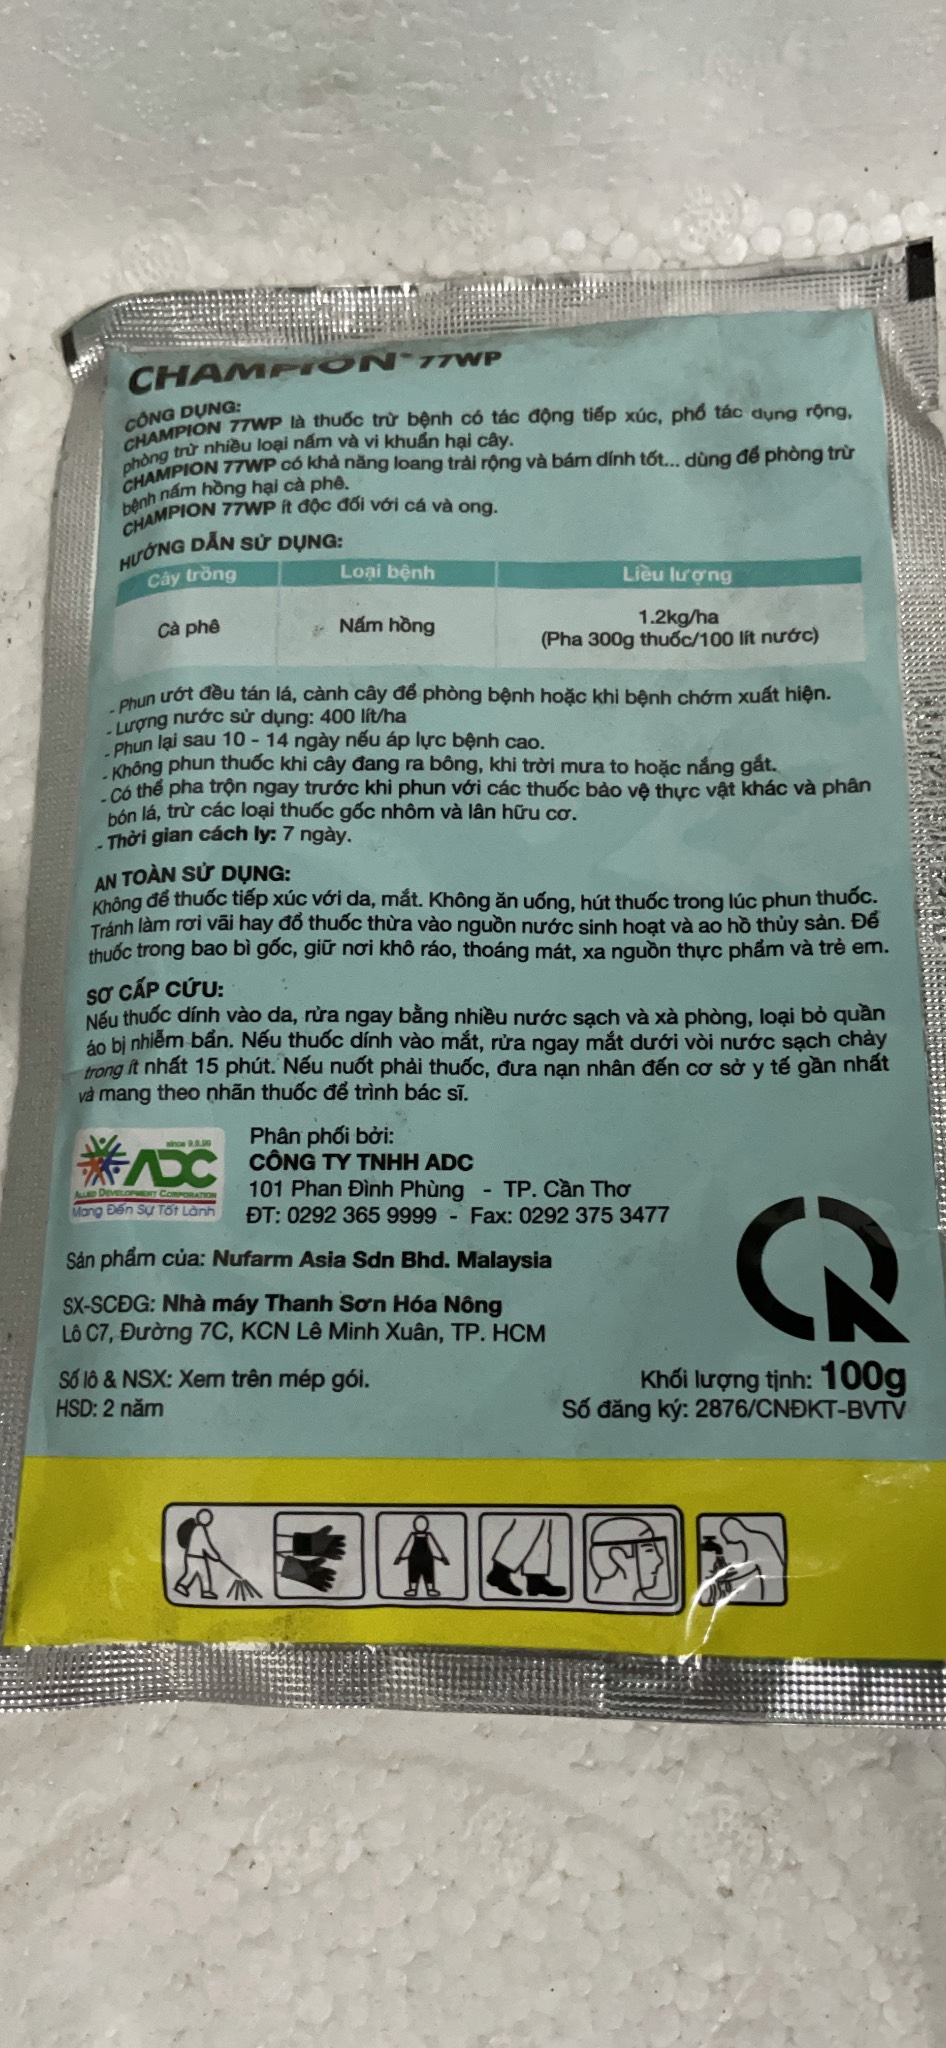 CHAMPION 77WP
CÔNG DỤNG:
CHAMPION 77WP là thuốc trừ bệnh có tác động tiếp xúc, phổ tác dụng rộng,
phòng trừ nhiều loại nấm và vi khuẩn hại cây.
CHAMPION 77WP có khả năng loang trải rộng và bám dính tốt... dùng để phòng trừ
bệnh nấm hồng hại cà phê.
CHAMPION 77WP ít độc đối với cá và ong.
HƯỚNG DẪN SỬ DỤNG:
Cây trồng Loại bệnh Liều lượng
Cà phê Nấm hồng 1.2kg/ha
(Pha 300g thuốc/100 lít nước)
- Phun ướt đều tán lá, cành cây để phòng bệnh hoặc khi bệnh chớm xuất hiện.
- Lượng nước sử dụng: 400 lít/ha
- Phun lại sau 10 - 14 ngày nếu áp lực bệnh cao.
- Không phun thuốc khi cây đang ra bông, khi trời mưa to hoặc nắng gắt.
- Có thể pha trộn ngay trước khi phun với các thuốc bảo vệ thực vật khác và phân
bón lá, trừ các loại thuốc gốc nhôm và lân hữu cơ.
- Thời gian cách ly: 7 ngày.
AN TOÀN SỬ DỤNG:
Không để thuốc tiếp xúc với da, mắt. Không ăn uống, hút thuốc trong lúc phun thuốc.
Tránh làm rơi vãi hay đổ thuốc thừa vào nguồn nước sinh hoạt và ao hồ thủy sản. Để
thuốc trong bao bì gốc, giữ nơi khô ráo, thoáng mát, xa nguồn thực phẩm và trẻ em.
SƠ CẤP CỨU:
Nếu thuốc dính vào da, rửa ngay bằng nhiều nước sạch và xà phòng, loại bỏ quần
áo bị nhiễm bẩn. Nếu thuốc dính vào mắt, rửa ngay mắt dưới vòi nước sạch chảy
trong ít nhất 15 phút. Nếu nuốt phải thuốc, đưa nạn nhân đến cơ sở y tế gần nhất
và mang theo nhãn thuốc để trình bác sĩ.
since 9.9.99
ADC
ALLIED DEVELOPMENT CORPORATION
Mang Đến Sự Tốt Lành
Phân phối bởi:
CÔNG TY TNHH ADC
101 Phan Đình Phùng - TP. Cần Thơ
ĐT: 0292 365 9999 - Fax: 0292 375 3477
Sản phẩm của: Nufarm Asia Sdn Bhd. Malaysia
SX-SCĐG: Nhà máy Thanh Sơn Hóa Nông
Lô C7, Đường 7C, KCN Lê Minh Xuân, TP. HCM
Số lô & NSX: Xem trên mép gói.
HSD: 2 năm
Khối lượng tịnh: 100g
Số đăng ký: 2876/CNĐKT-BVTV